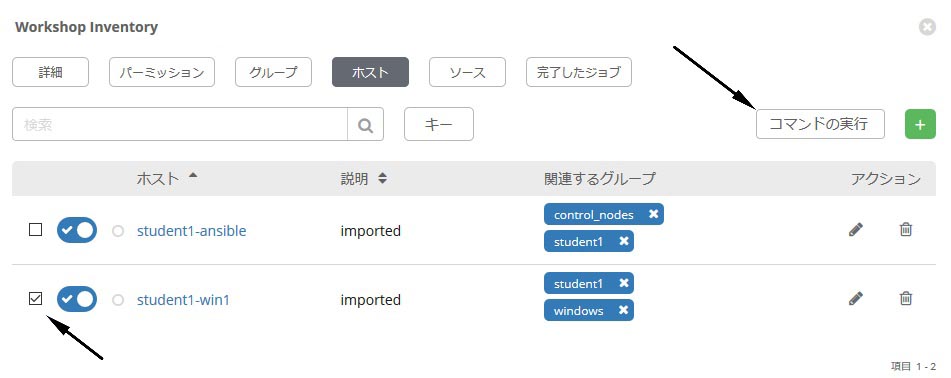 Workshop Inventory
詳細 パーミッション グループ ホスト ソース 完了したジョブ
検索 キー コマンドの実行 +
ホスト 説明 関連するグループ アクション
control_nodes
student1-ansible imported
student1
student1
student1-win1 imported
windows
項目 1 - 2